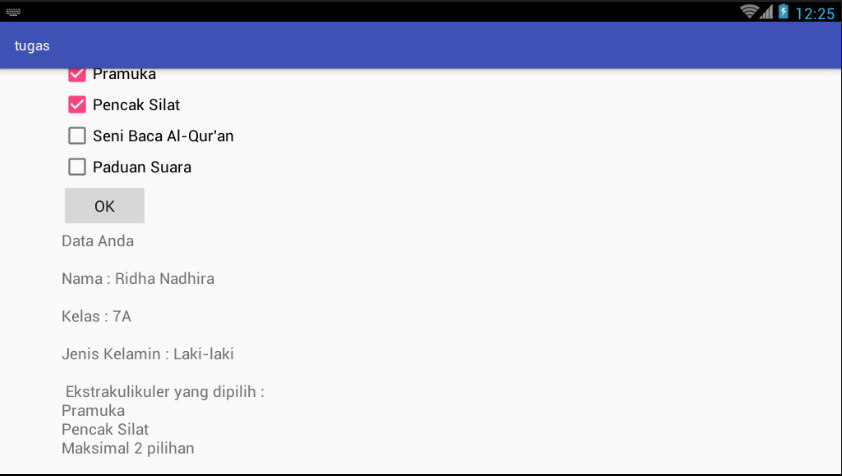 12:25
tugas
Pramuka
Pencak Silat
Seni Baca Al-Qur'an
Paduan Suara
OK
Data Anda
Nama : Ridha Nadhira
Kelas : 7A
Jenis Kelamin : Laki-laki
Ekstrakulikuler yang dipilih :
Pramuka
Pencak Silat
Maksimal 2 pilihan